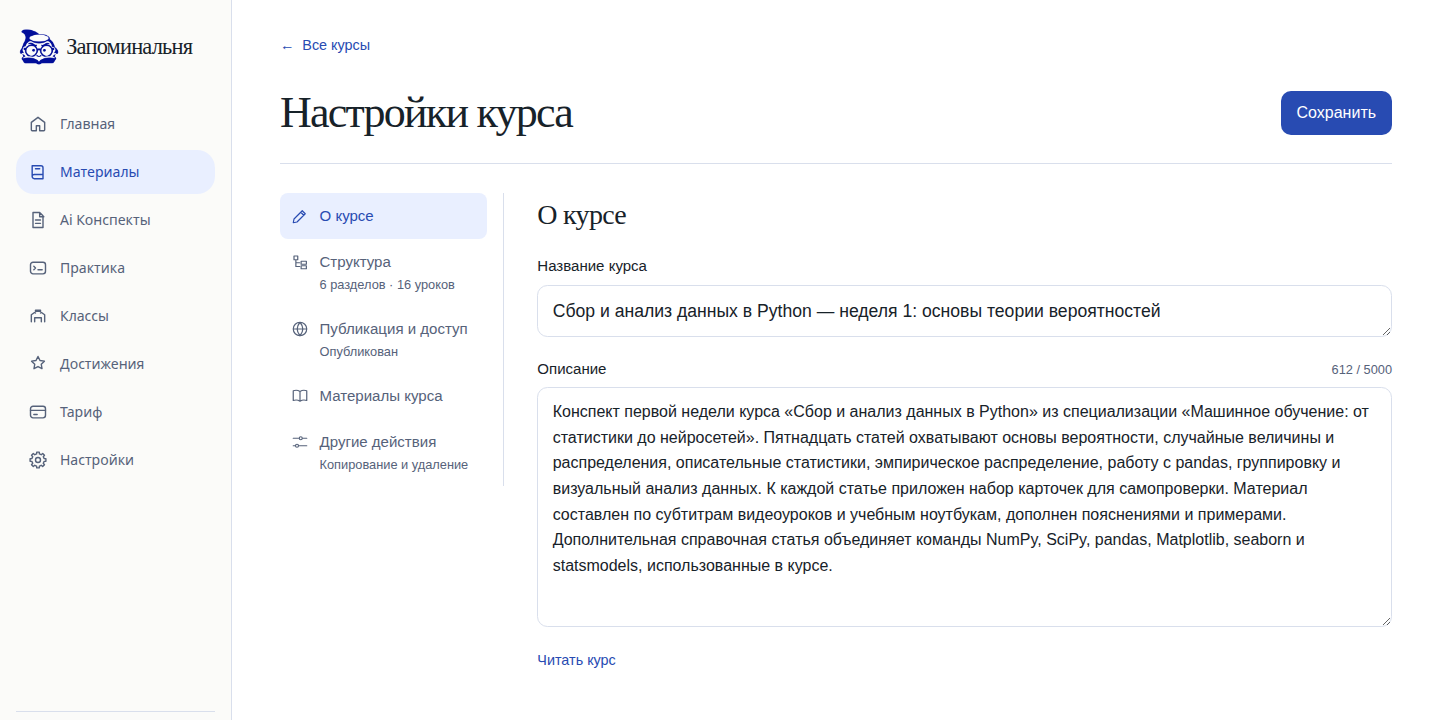 Запоминальня
Главная
Материалы
Ai Конспекты
Практика
Классы
Достижения
Тариф
Настройки
← Все курсы
Настройки курса
Сохранить
О курсе
Структура
6 разделов · 16 уроков
Публикация и доступ
Опубликован
Материалы курса
Другие действия
Копирование и удаление
О курсе
Название курса
Сбор и анализ данных в Python — неделя 1: основы теории вероятностей
Описание
612 / 5000
Конспект первой недели курса «Сбор и анализ данных в Python» из специализации «Машинное обучение: от
статистики до нейросетей». Пятнадцать статей охватывают основы вероятности, случайные величины и
распределения, описательные статистики, эмпирическое распределение, работу с pandas, группировку и
визуальный анализ данных. К каждой статье приложен набор карточек для самопроверки. Материал
составлен по субтитрам видеоуроков и учебным ноутбукам, дополнен пояснениями и примерами.
Дополнительная справочная статья объединяет команды NumPy, SciPy, pandas, Matplotlib, seaborn и
statsmodels, использованные в курсе.
Читать курс